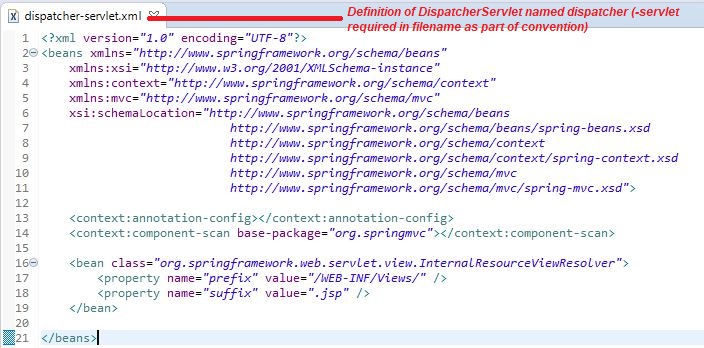 dispatcher-servlet.xml
Definition of DispatcherServlet named dispatcher (-servlet
required in filename as part of convention)
1 <?xml version="1.0" encoding="UTF-8"?>
2 <beans xmlns="http://www.springframework.org/schema/beans"
3 xmlns:xsi="http://www.w3.org/2001/XMLSchema-instance"
4 xmlns:context="http://www.springframework.org/schema/context"
5 xmlns:mvc="http://www.springframework.org/schema/mvc"
6 xsi:schemaLocation="http://www.springframework.org/schema/beans
7 http://www.springframework.org/schema/beans/spring-beans.xsd
8 http://www.springframework.org/schema/context
9 http://www.springframework.org/schema/context/spring-context.xsd
10 http://www.springframework.org/schema/mvc
11 http://www.springframework.org/schema/mvc/spring-mvc.xsd">
12
13 <context:annotation-config></context:annotation-config>
14 <context:component-scan base-package="org.springmvc"></context:component-scan>
15
16 <bean class="org.springframework.web.servlet.view.InternalResourceViewResolver">
17 <property name="prefix" value="/WEB-INF/Views/" />
18 <property name="suffix" value=".jsp" />
19 </bean>
20
21 </beans>